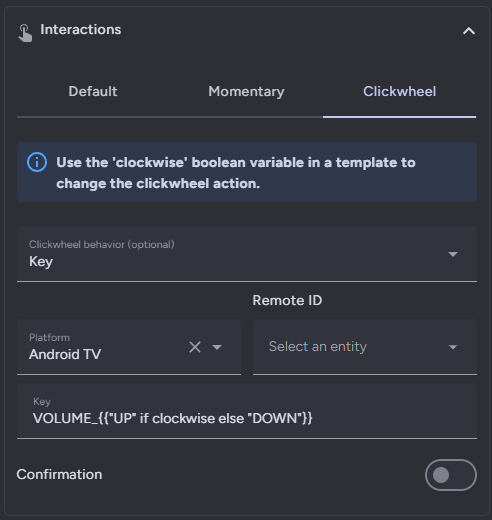 Interactions
Default
Momentary
Clickwheel
Use the 'clockwise' boolean variable in a template to
change the clickwheel action.
Clickwheel behavior (optional)
Key
Remote ID
Platform
Android TV
Select an entity
Key
VOLUME_{{"UP" if clockwise else "DOWN"}}
Confirmation